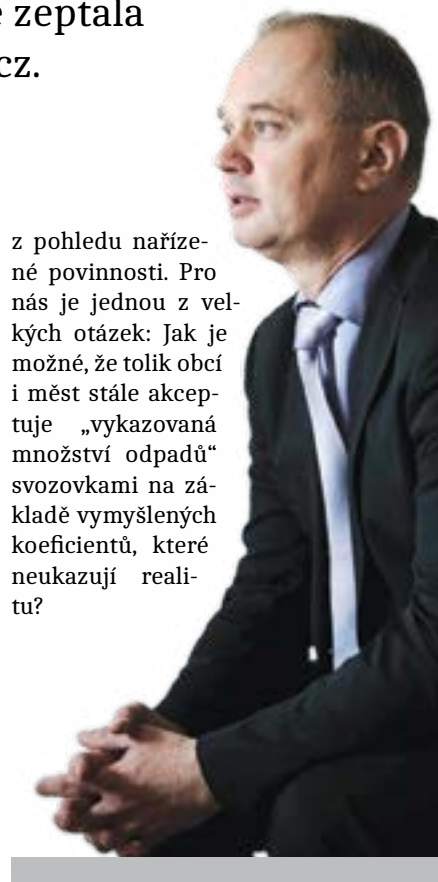 zeptala
cz.
z pohledu naříze-
né povinnosti. Pro
nás je jednou z vel-
kých otázek: Jak je
možné, že tolik obcí
i měst stále akcep-
tuje „vykazovaná
množství odpadů“
svozovkami na zá-
kladě vymyšlených
koeficientů, které
neukazují reali-
tu?